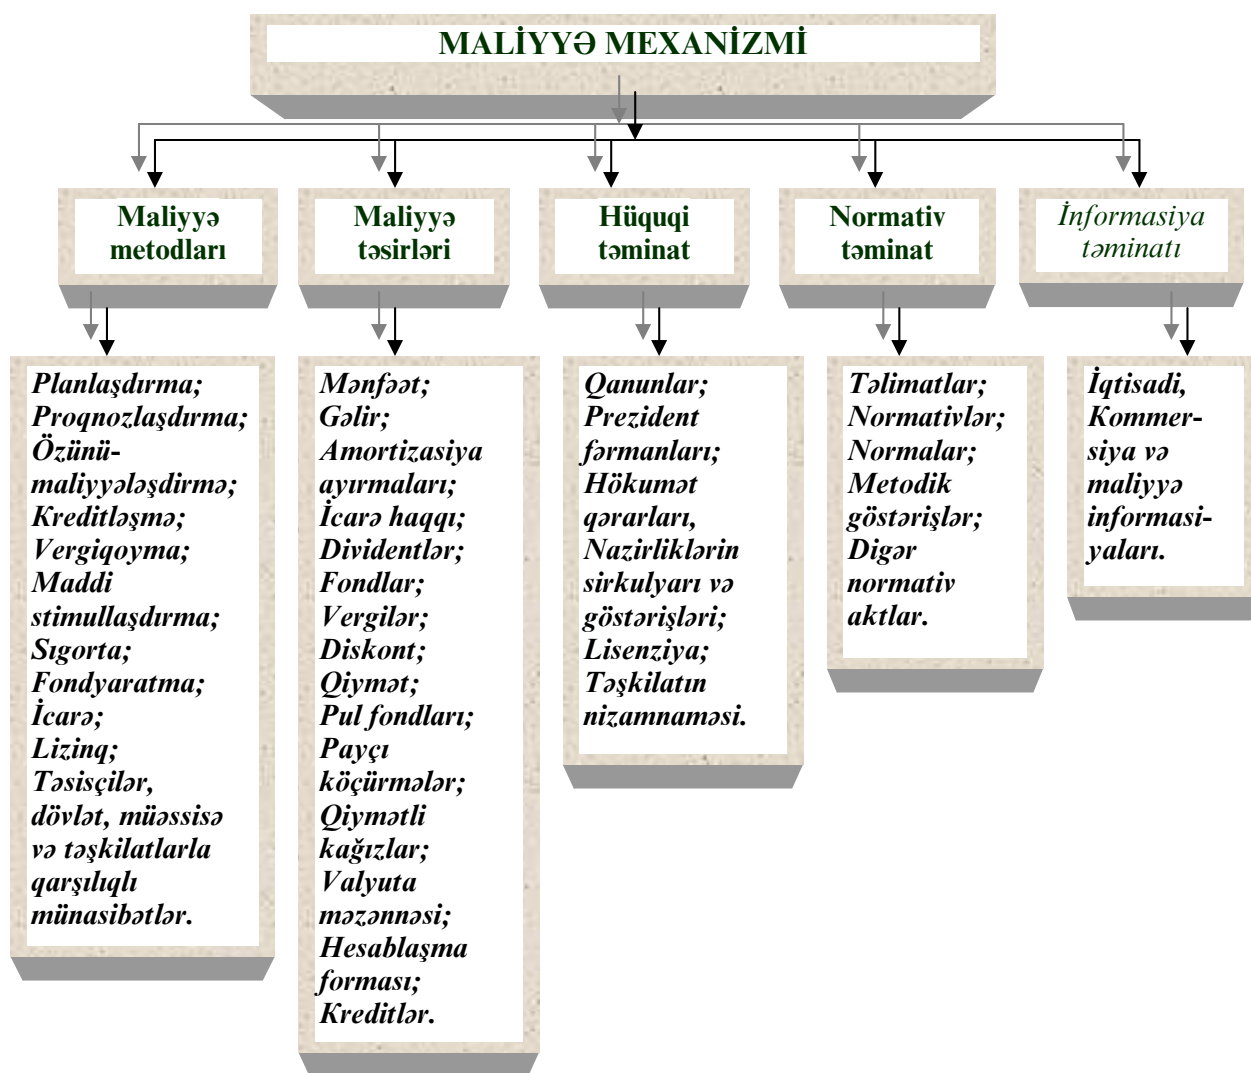 MALİYYƏ MEXANİZMİ
Maliyyə
metodları
Maliyyə
təsirləri
Hüquqi
təminat
Normativ
təminat
İnformasiya
təminatı
Planlaşdırma;
Proqnozlaşdırma;
Özünü-
maliyyələşdirmə;
Kreditləşmə;
Vergiqoyma;
Maddi
stimullaşdırma;
Sıgorta;
Fondyaratma;
İcarə;
Lizinq;
Təsisçilər,
dövlət, müəssisə
və təşkilatlarla
qarşılıqlı
münasibətlər.
Mənfəət;
Gəlir;
Amortizasiya
ayırmaları;
İcarə haqqı;
Dividentlər;
Fondlar;
Vergilər;
Diskont;
Qiymət;
Pul fondları;
Payçı
köçürmələr;
Qiymətli
kağızlar;
Valyuta
məzənnəsi;
Hesablaşma
forması;
Kreditlər.
Qanunlar;
Prezident
fərmanları;
Hökumət
qərarları,
Nazirliklərin
sirkulyarı və
göstərişləri;
Lisenziya;
Təşkilatın
nizamnaməsi.
Təlimatlar;
Normativlər;
Normalar;
Metodik
göstərişlər;
Digər
normativ
aktlar.
İqtisadi,
Kommer-
siya və
maliyyə
informasi-
yaları.